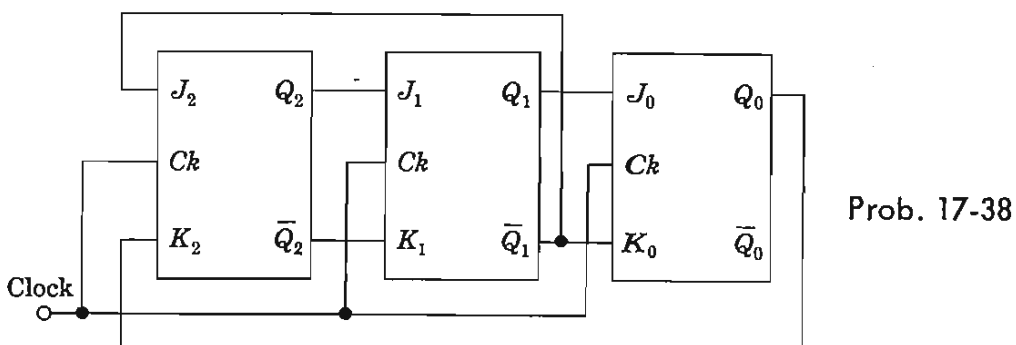 J₂ Q₂ J₁ Q₁ J₀ Q₀
Ck Ck Ck
Prob. 17-38
K₂ Q̅₂ K₁ Q̅₁ K₀ Q̅₀
Clock